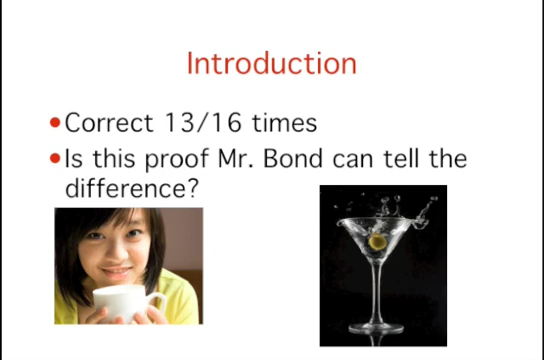 Introduction
•Correct 13/16 times
•Is this proof Mr. Bond can tell the
difference?